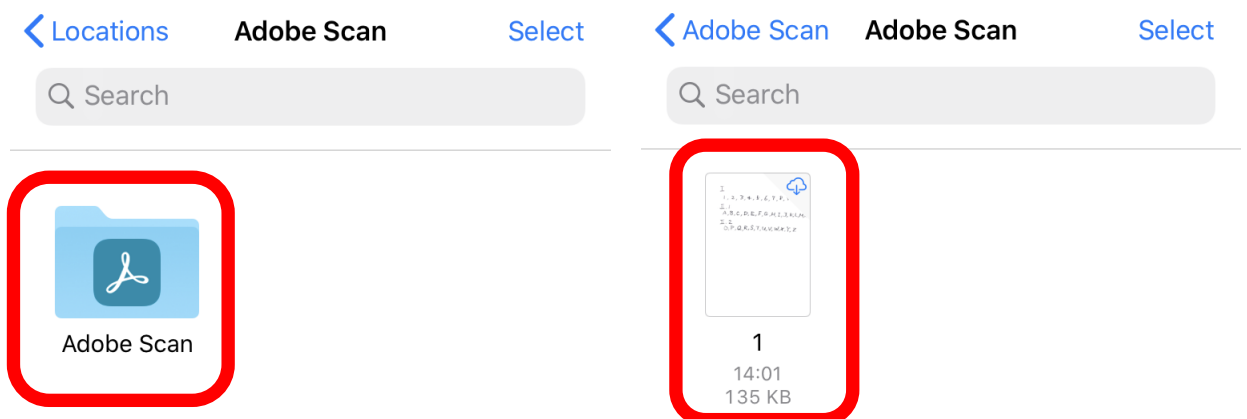 Locations Adobe Scan Select
Search
Adobe Scan
Adobe Scan Adobe Scan Select
Search
1
14:01
135 KB